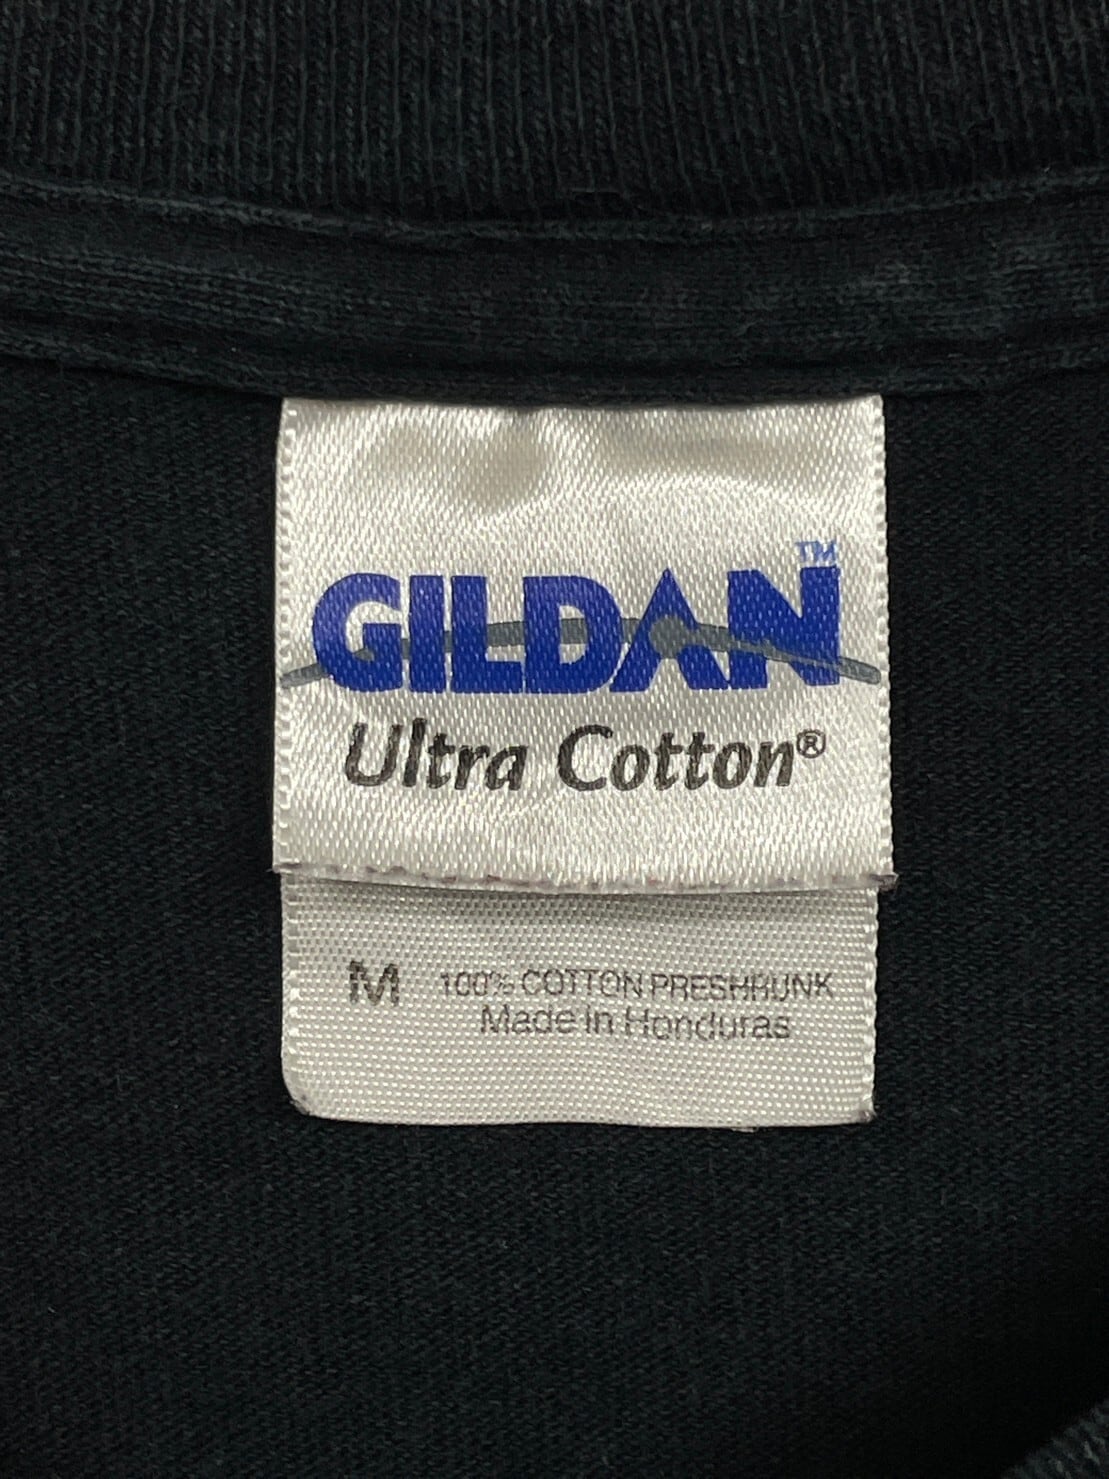 GILDAN™
Ultra Cotton®
M 100% COTTON PRESHRUNK
Made in Honduras